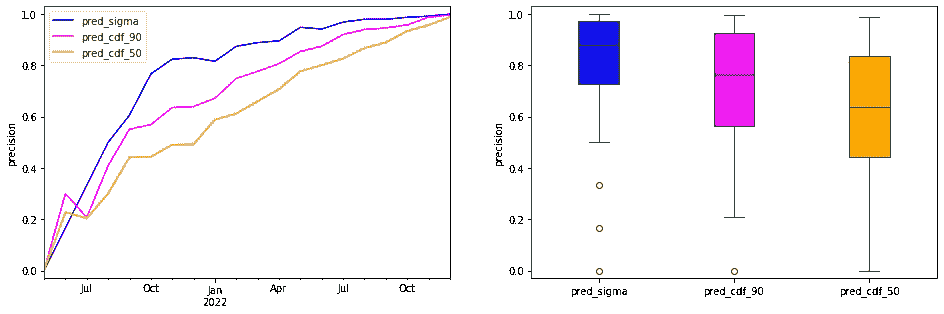 1.0
0.8
0.6
0.4
0.2
0.0
precision
pred_sigma
pred_cdf_90
pred_cdf_50
Jul
Oct
Jan
2022
Apr
Jul
Oct
1.0
0.8
0.6
0.4
0.2
0.0
precision
pred_sigma
pred_cdf_90
pred_cdf_50